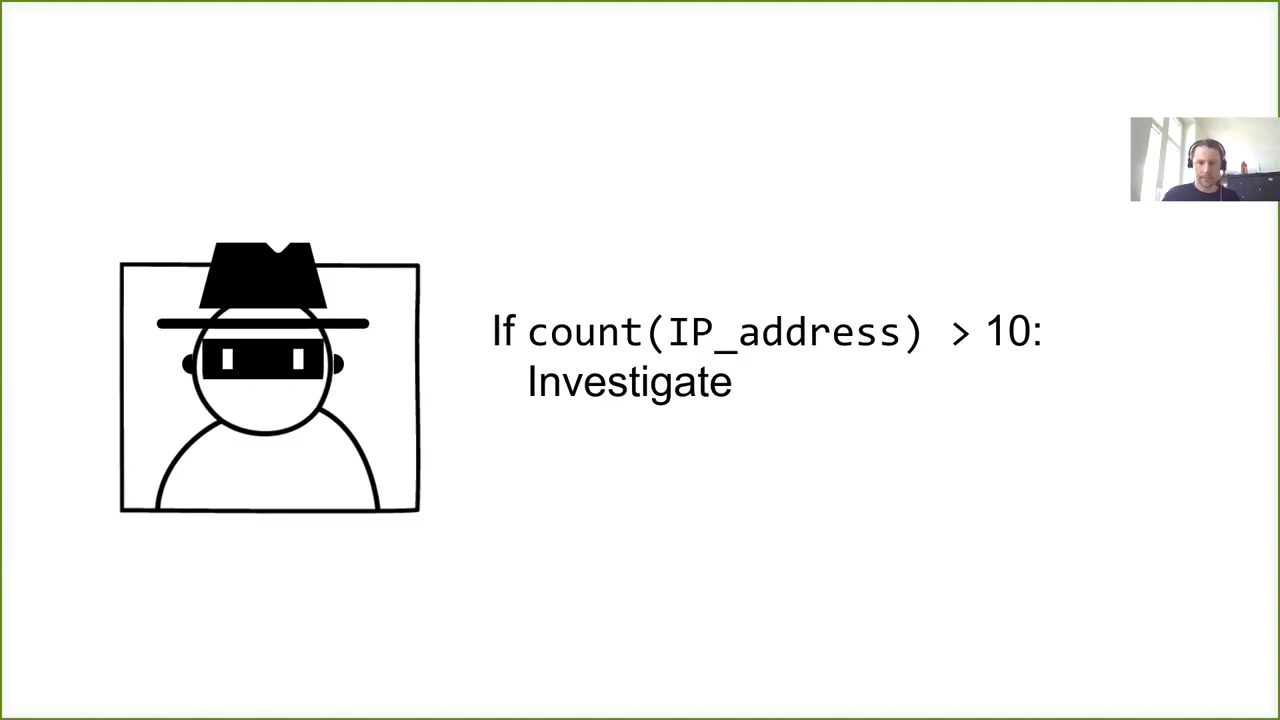 If count(IP_address) > 10:
Investigate